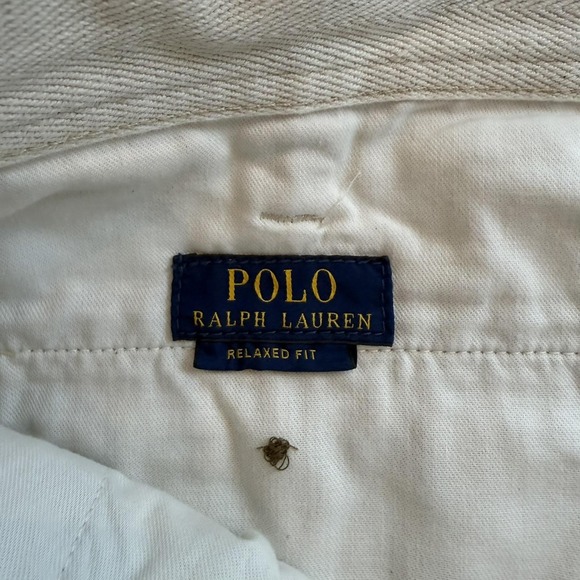 POLO
RALPH LAUREN
RELAXED FIT